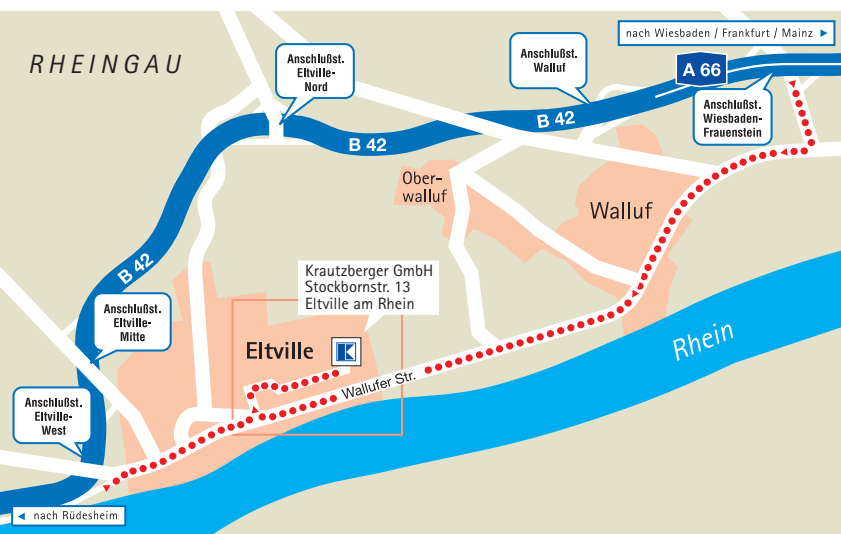 nach Wiesbaden / Frankfurt / Mainz ►
RHEINGAU
Anschlußst.
Eltville-
Nord
Anschlußst.
Walluf
A 66
Anschlußst.
Wiesbaden-
Frauenstein
B 42
B 42
Ober-
walluf
Walluf
B 42
Krautzberger GmbH
Stockbornstr. 13
Eltville am Rhein
Anschlußst.
Eltville-
Mitte
Eltville
K
Rhein
Wallufer Str.
Anschlußst.
Eltville-
West
◄ nach Rüdesheim